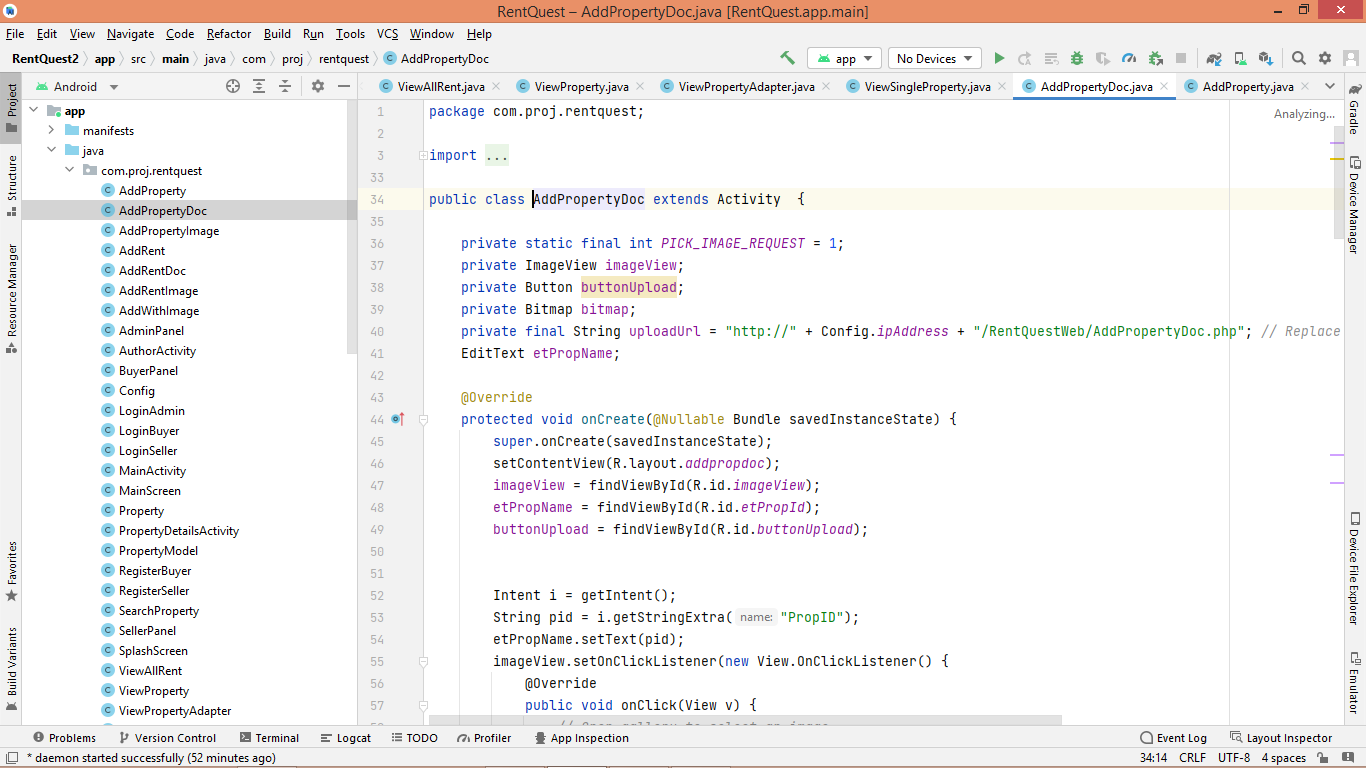 RentQuest – AddPropertyDoc.java [RentQuest.app.main]
File Edit View Navigate Code Refactor Build Run Tools VCS Window Help
RentQuest2 app src main java com proj rentquest AddPropertyDoc
app No Devices
Android
ViewAllRent.java ViewProperty.java ViewPropertyAdapter.java ViewSingleProperty.java AddPropertyDoc.java AddProperty.java
Project
Structure
Resource Manager
Favorites
Build Variants
app
manifests
java
com.proj.rentquest
AddProperty
AddPropertyDoc
AddPropertyImage
AddRent
AddRentDoc
AddRentImage
AddWithImage
AdminPanel
AuthorActivity
BuyerPanel
Config
LoginAdmin
LoginBuyer
LoginSeller
MainActivity
MainScreen
Property
PropertyDetailsActivity
PropertyModel
RegisterBuyer
RegisterSeller
SearchProperty
SellerPanel
SplashScreen
ViewAllRent
ViewProperty
ViewPropertyAdapter
Analyzing...
1 package com.proj.rentquest;
2
3 import ...
33
34 public class AddPropertyDoc extends Activity  {
35
36 private static final int PICK_IMAGE_REQUEST = 1;
37 private ImageView imageView;
38 private Button buttonUpload;
39 private Bitmap bitmap;
40 private final String uploadUrl = "http://" + Config.ipAddress + "/RentQuestWeb/AddPropertyDoc.php"; // Replace
41 EditText etPropName;
42
43 @Override
44 protected void onCreate(@Nullable Bundle savedInstanceState) {
45 super.onCreate(savedInstanceState);
46 setContentView(R.layout.addpropdoc);
47 imageView = findViewById(R.id.imageView);
48 etPropName = findViewById(R.id.etPropId);
49 buttonUpload = findViewById(R.id.buttonUpload);
50
51
52 Intent i = getIntent();
53 String pid = i.getStringExtra( name: "PropID");
54 etPropName.setText(pid);
55 imageView.setOnClickListener(new View.OnClickListener() {
56 @Override
57 public void onClick(View v) {
Gradle
Device Manager
Device File Explorer
Emulator
Problems Version Control Terminal Logcat TODO Profiler App Inspection Event Log Layout Inspector
* daemon started successfully (52 minutes ago) 34:14 CRLF UTF-8 4 spaces